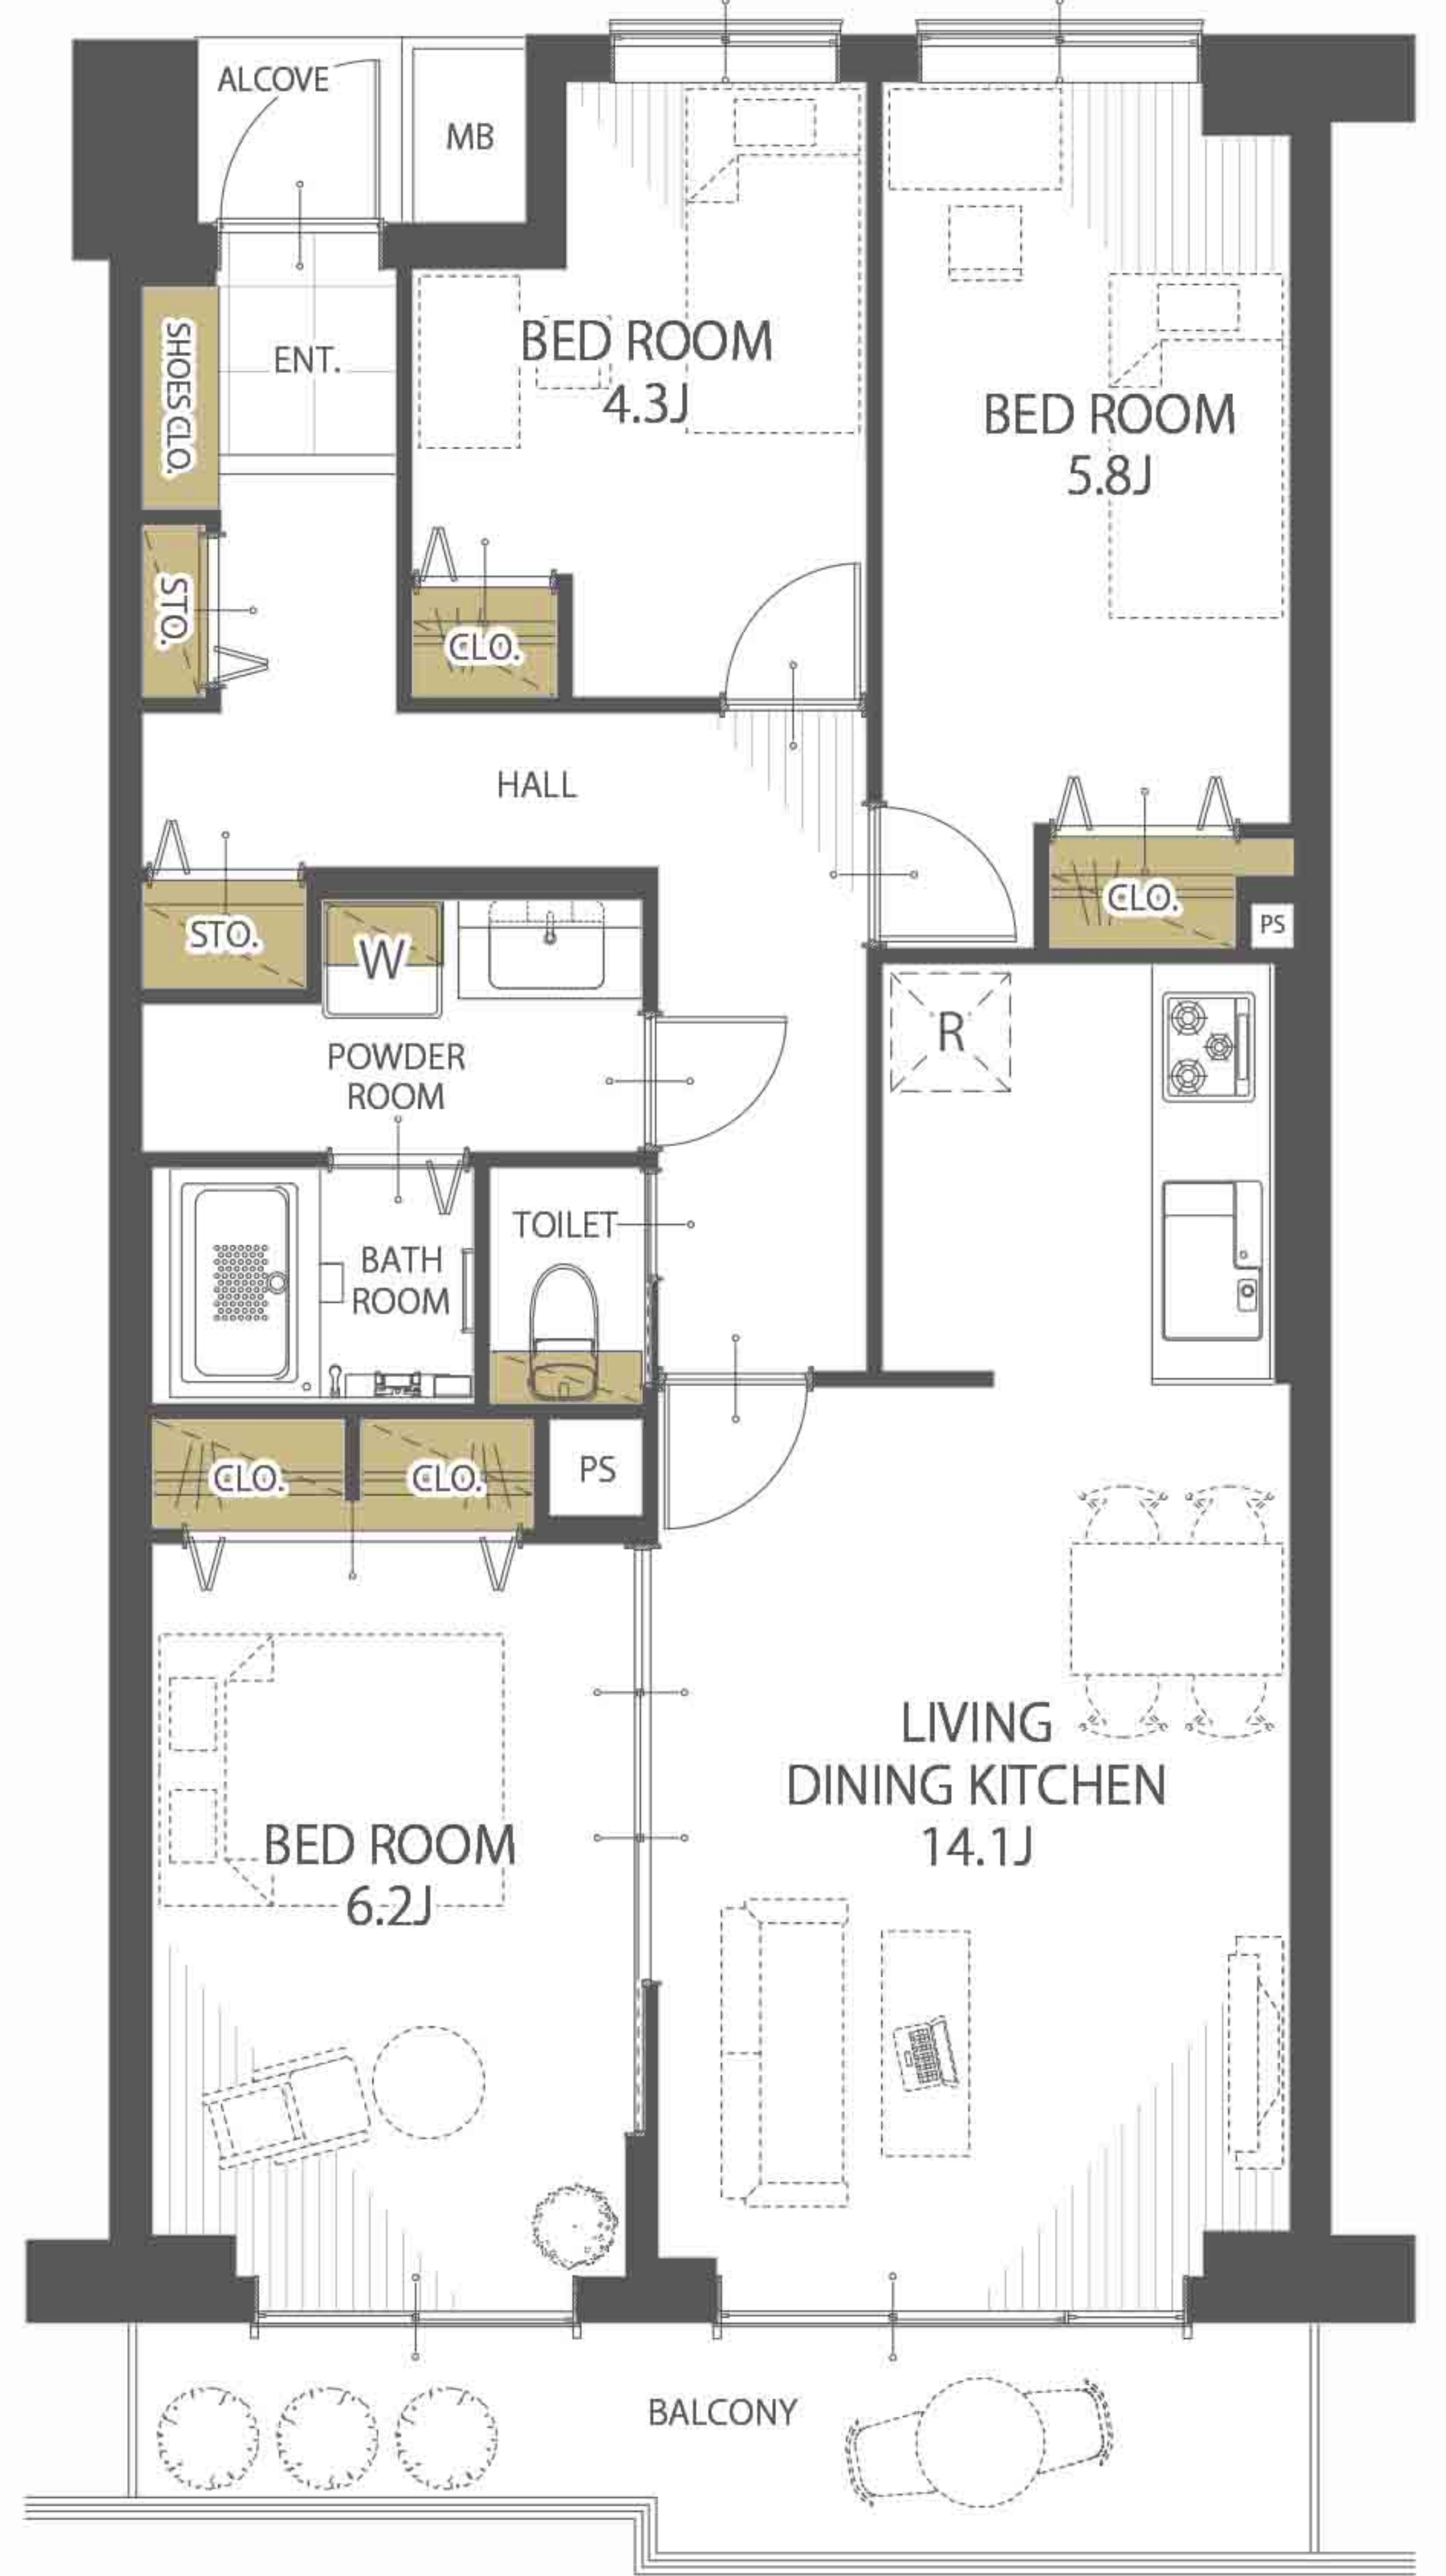 ALCOVE
MB
SHOES CLO.
ENT.
BED ROOM
4.3J
BED ROOM
5.8J
STO.
CLO.
HALL
STO.
W
CLO.
PS
POWDER
ROOM
R
BATH
ROOM
TOILET
CLO.
CLO.
PS
LIVING
DINING KITCHEN
14.1J
BED ROOM
6.2J
BALCONY